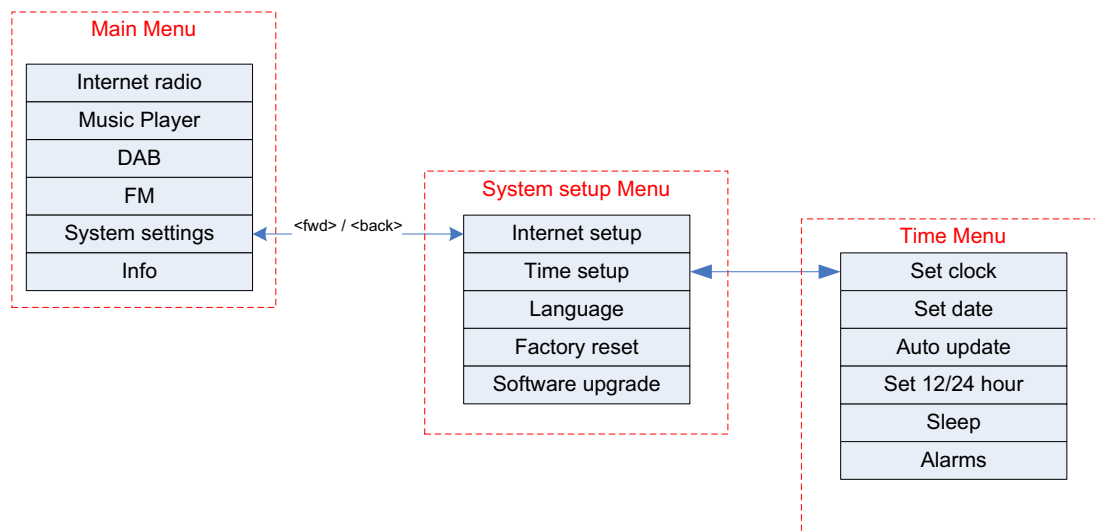 Main Menu
Internet radio
Music Player
DAB
FM
System settings
Info
<fwd> / <back>
System setup Menu
Internet setup
Time setup
Language
Factory reset
Software upgrade
Time Menu
Set clock
Set date
Auto update
Set 12/24 hour
Sleep
Alarms